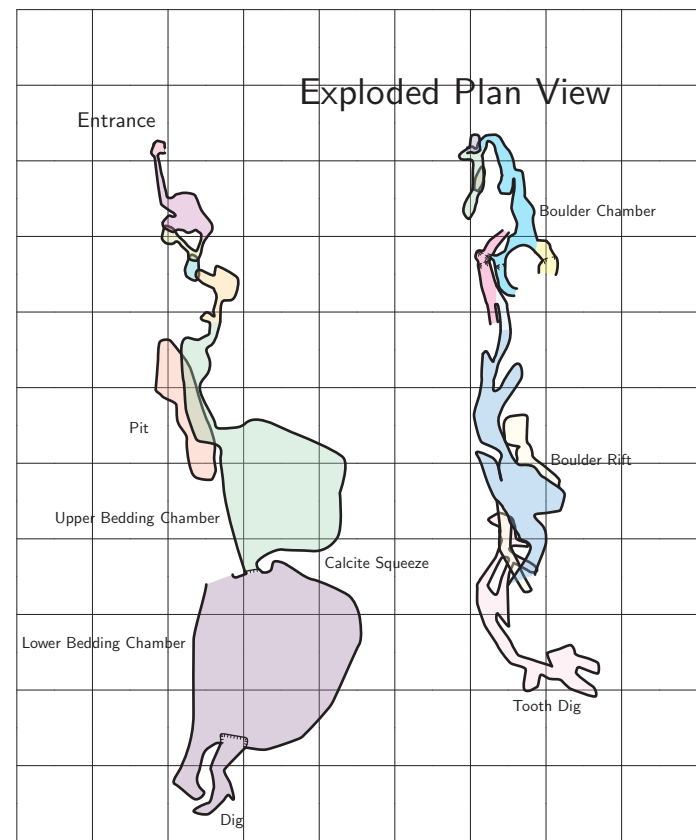 Exploded Plan View
Entrance
Boulder Chamber
Pit
Boulder Rift
Upper Bedding Chamber
Calcite Squeeze
Lower Bedding Chamber
Tooth Dig
Dig